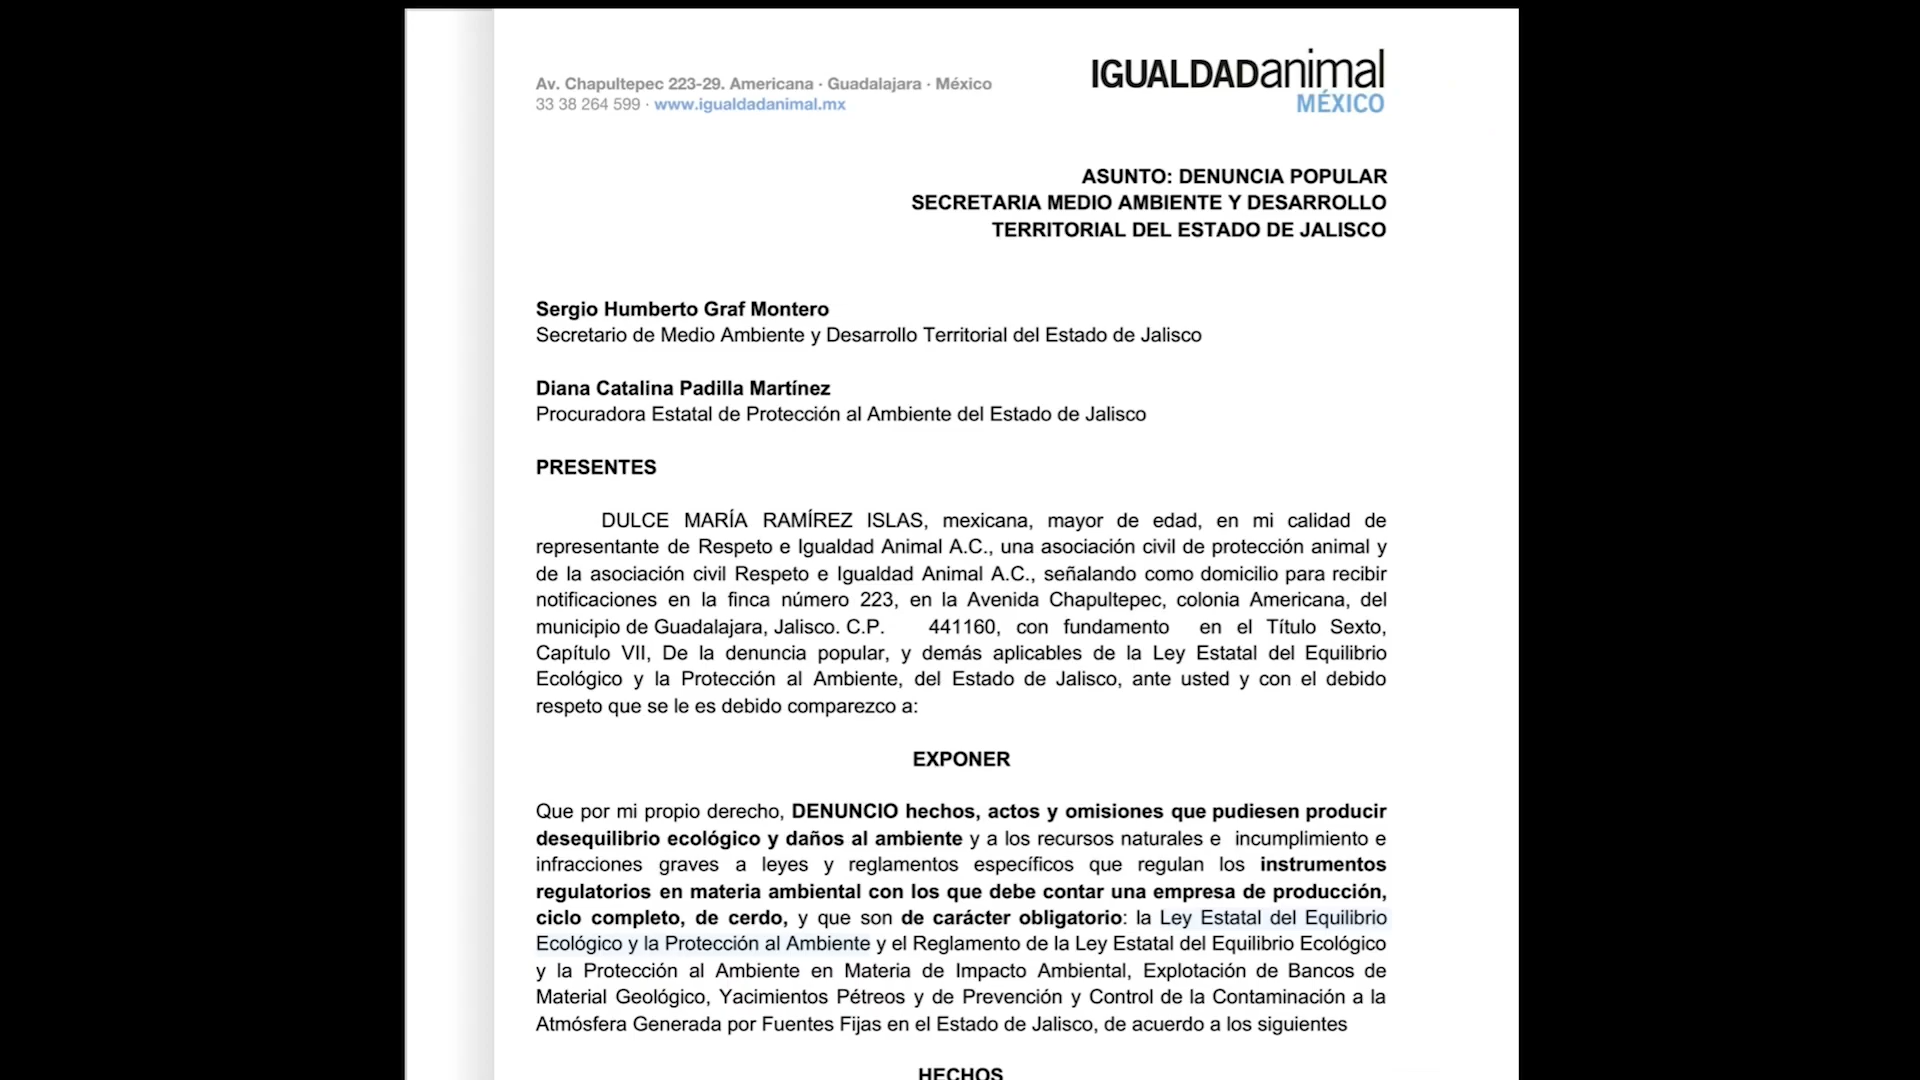 Av. Chapultepec 223-29. Americana · Guadalajara · México
33 38 264 599 · www.igualdadanimal.mx
IGUALDADanimal
MÉXICO
ASUNTO: DENUNCIA POPULAR
SECRETARIA MEDIO AMBIENTE Y DESARROLLO
TERRITORIAL DEL ESTADO DE JALISCO
Sergio Humberto Graf Montero
Secretario de Medio Ambiente y Desarrollo Territorial del Estado de Jalisco
Diana Catalina Padilla Martínez
Procuradora Estatal de Protección al Ambiente del Estado de Jalisco
PRESENTES
DULCE MARÍA RAMÍREZ ISLAS, mexicana, mayor de edad, en mi calidad de
representante de Respeto e Igualdad Animal A.C., una asociación civil de protección animal y
de la asociación civil Respeto e Igualdad Animal A.C., señalando como domicilio para recibir
notificaciones en la finca número 223, en la Avenida Chapultepec, colonia Americana, del
municipio de Guadalajara, Jalisco. C.P. 441160, con fundamento en el Título Sexto,
Capítulo VII, De la denuncia popular, y demás aplicables de la Ley Estatal del Equilibrio
Ecológico y la Protección al Ambiente, del Estado de Jalisco, ante usted y con el debido
respeto que se le es debido comparezco a:
EXPONER
Que por mi propio derecho, DENUNCIO hechos, actos y omisiones que pudiesen producir
desequilibrio ecológico y daños al ambiente y a los recursos naturales e incumplimiento e
infracciones graves a leyes y reglamentos específicos que regulan los instrumentos
regulatorios en materia ambiental con los que debe contar una empresa de producción,
ciclo completo, de cerdo, y que son de carácter obligatorio: la Ley Estatal del Equilibrio
Ecológico y la Protección al Ambiente y el Reglamento de la Ley Estatal del Equilibrio Ecológico
y la Protección al Ambiente en Materia de Impacto Ambiental, Explotación de Bancos de
Material Geológico, Yacimientos Pétreos y de Prevención y Control de la Contaminación a la
Atmósfera Generada por Fuentes Fijas en el Estado de Jalisco, de acuerdo a los siguientes
HECHOS